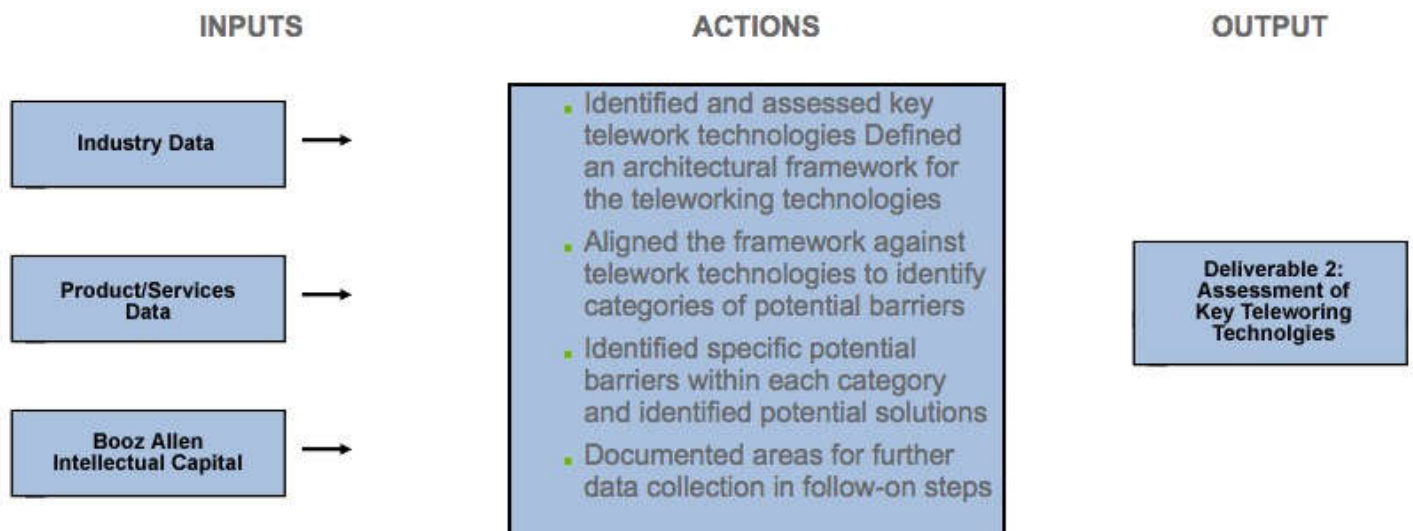 INPUTS
ACTIONS
OUTPUT
Industry Data
Product/Services
Data
Booz Allen
Intellectual Capital
Identified and assessed key
telework technologies Defined
an architectural framework for
the teleworking technologies
Aligned the framework against
telework technologies to identify
categories of potential barriers
Identified specific potential
barriers within each category
and identified potential solutions
Documented areas for further
data collection in follow-on steps
Deliverable 2:
Assessment of
Key Teleworing
Technolgies